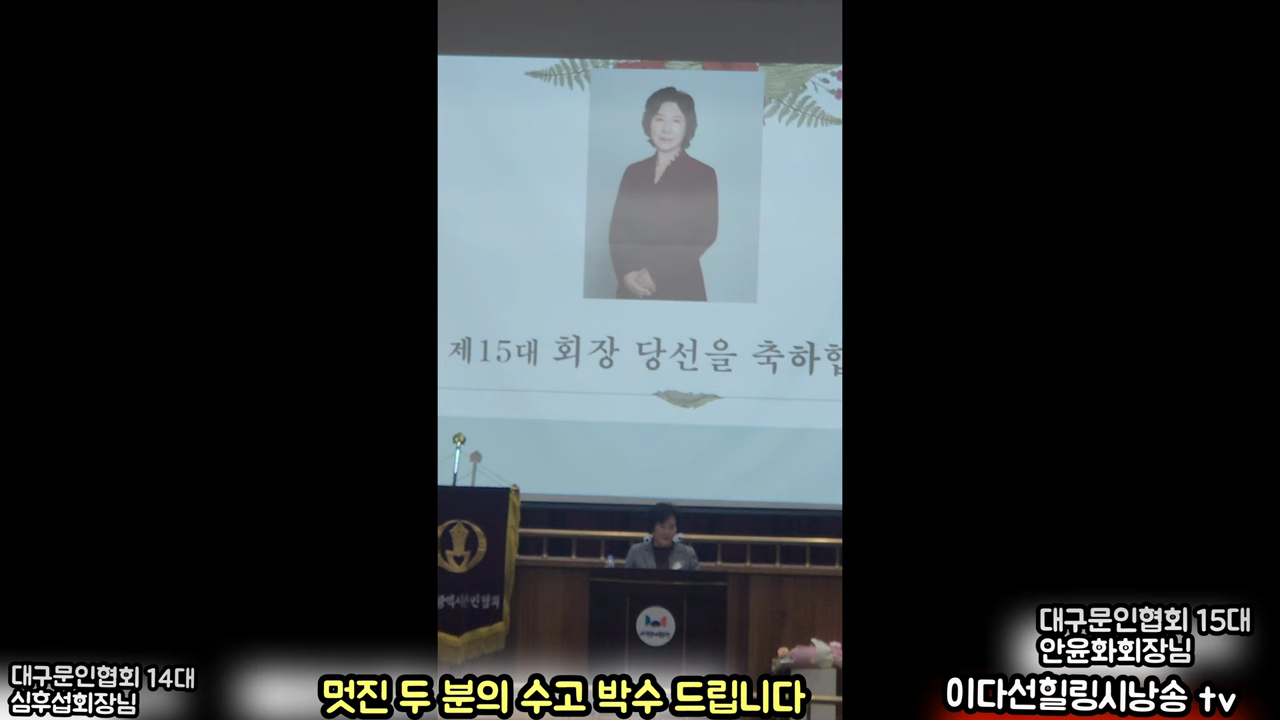 제15대 회장 당선을 축하합
대구문인협회 15대
안윤화회장님
대구문인협회 14대
심후섭회장님
멋진 두 분의 수고 박수 드립니다
이다선힐링시낭송 tv